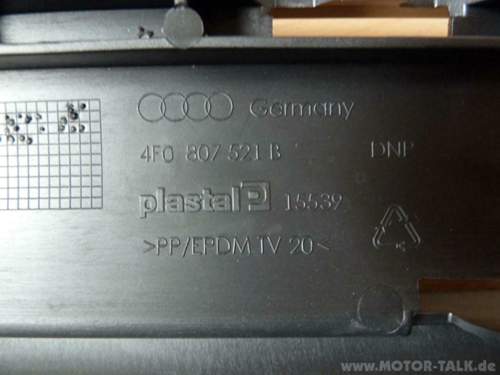 Germany
4F0 807 521 B DNP
plastal 15539
>PP/EPDM TV 20<
www.MOTOR-TALK.de